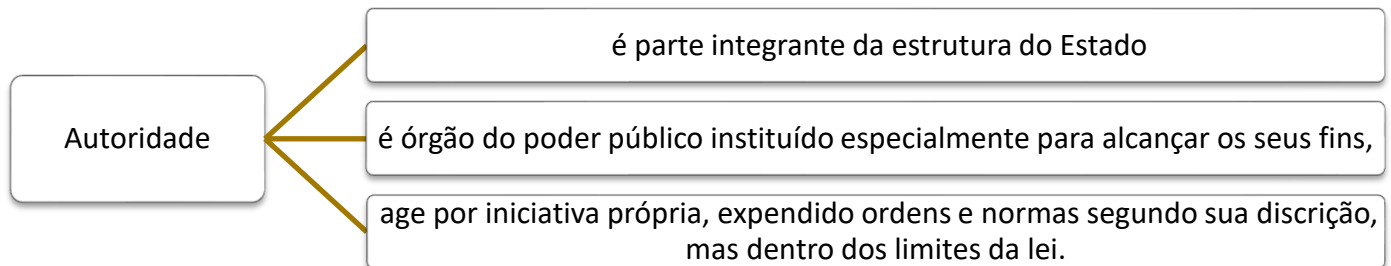 Autoridade
é parte integrante da estrutura do Estado
é órgão do poder público instituído especialmente para alcançar os seus fins,
age por iniciativa própria, expendido ordens e normas segundo sua discrição,
mas dentro dos limites da lei.